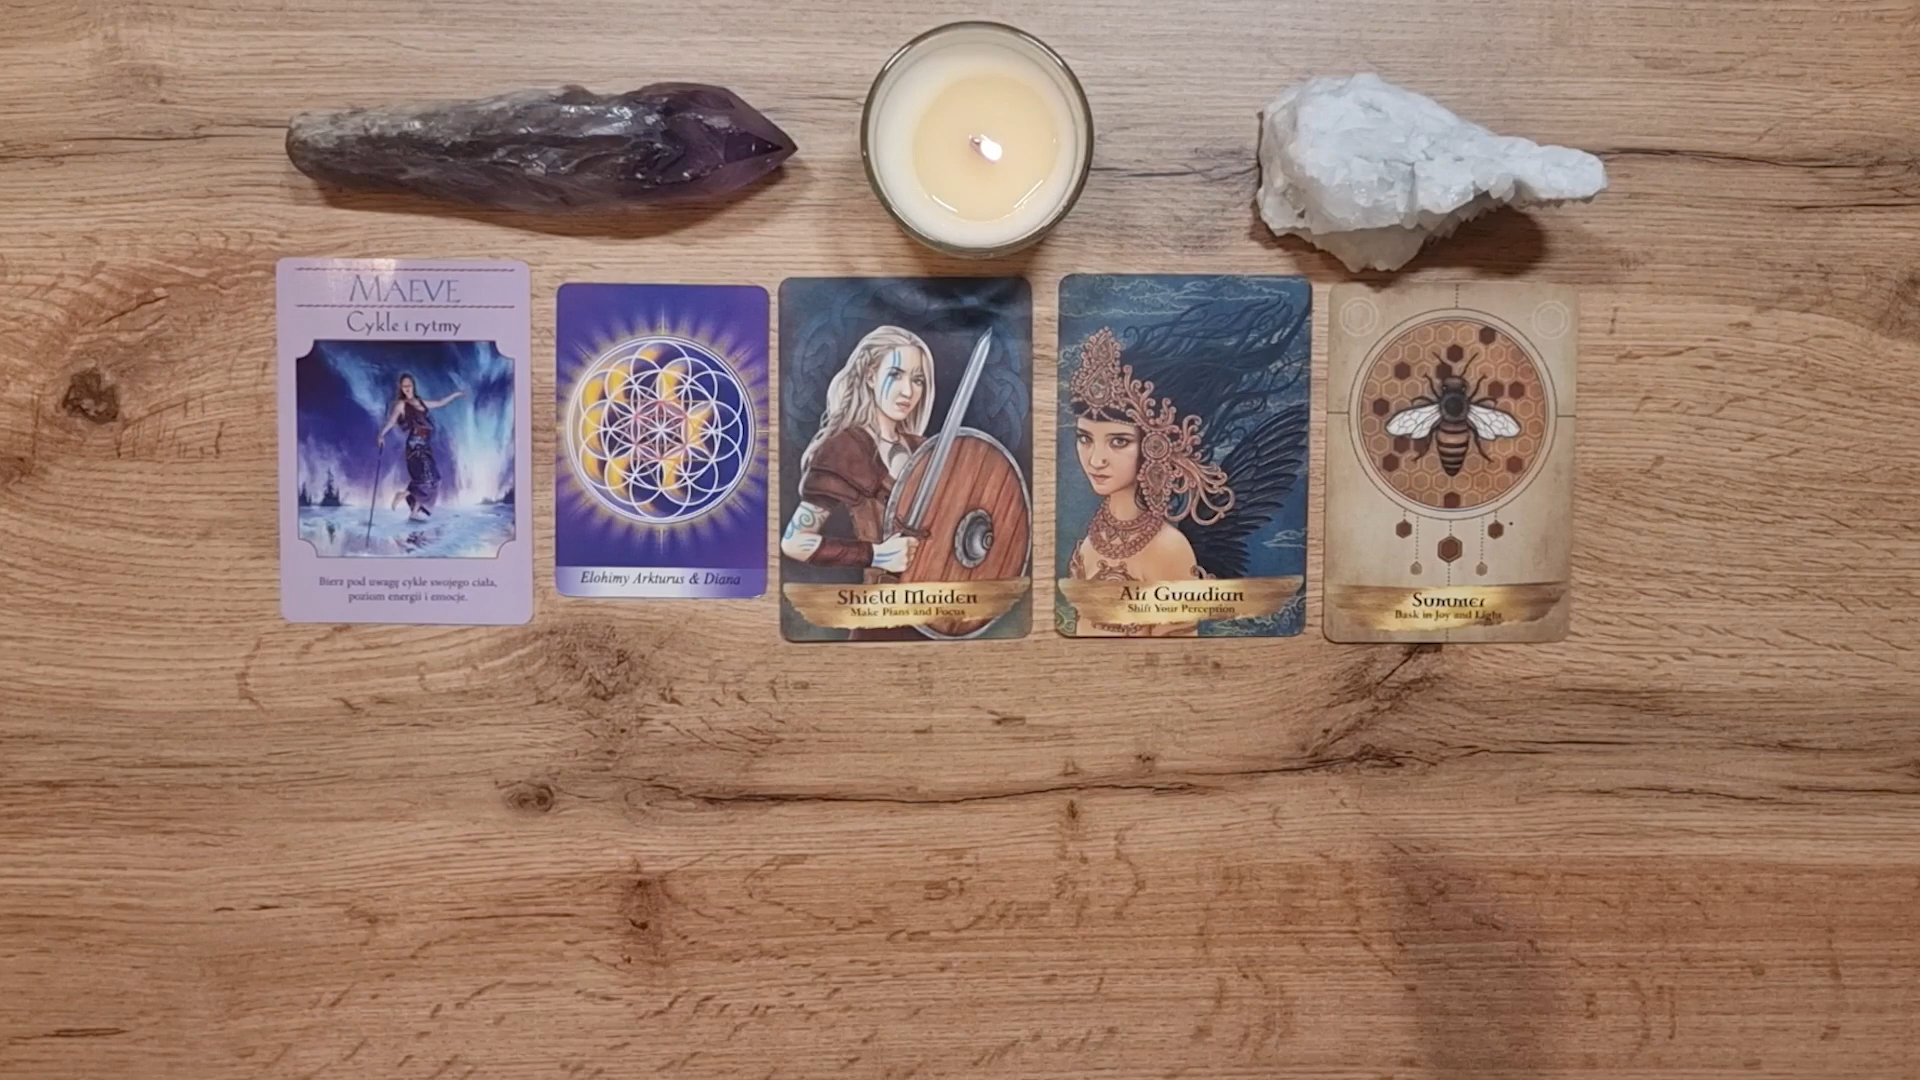 MAEVE
Cykle i rytmy
Bierz pod uwagę cykle swojego ciała,
poziom energii i emocje.
Elohimy Arkturus & Diana
Shield Maiden
Make Plans and Focus
Air Guardian
Shift Your Perception
Summer
Bask in Joy and Light